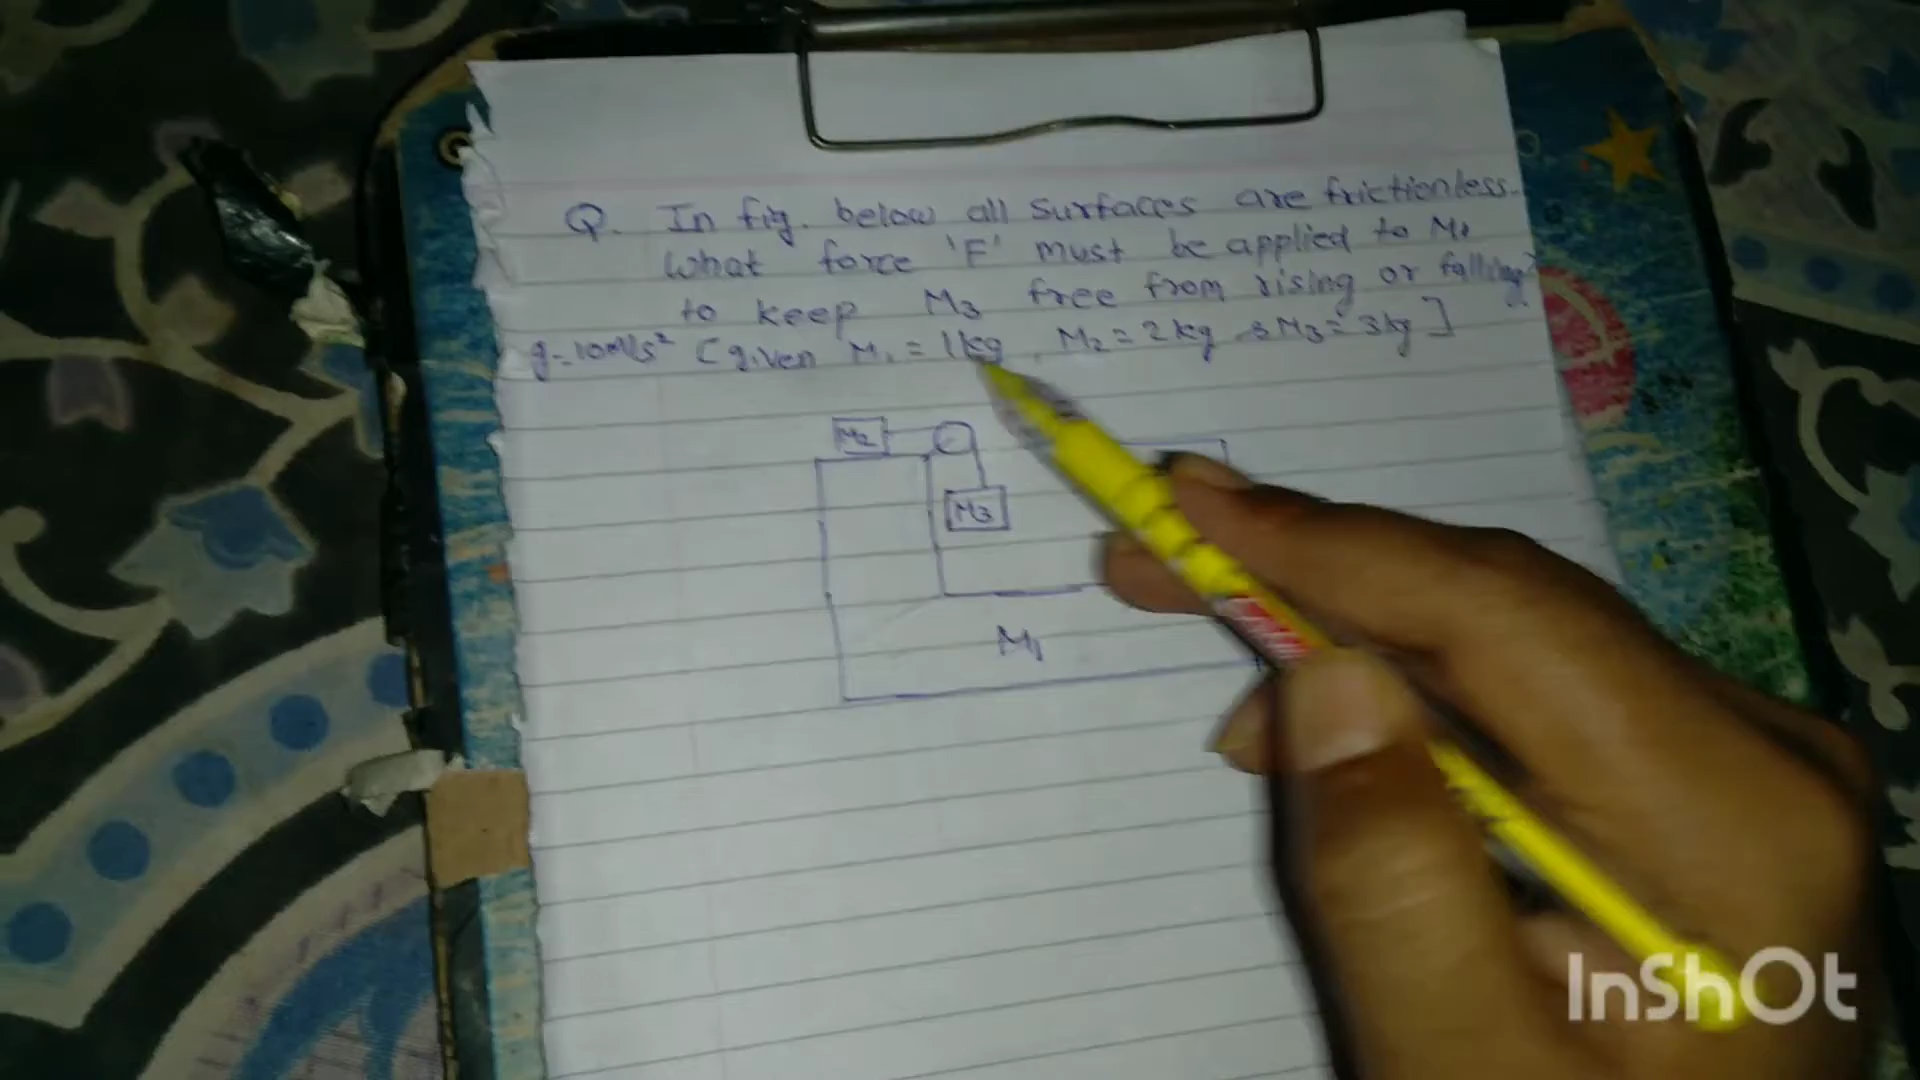 Q. In fig. below all surfaces are frictionless.
What force 'F' must be applied to M1
to keep M3 free from rising or falling?
g=10m/s² [given M1 = 1kg, M2 = 2kg & M3 = 3kg]
M2
M3
M1
InShOt